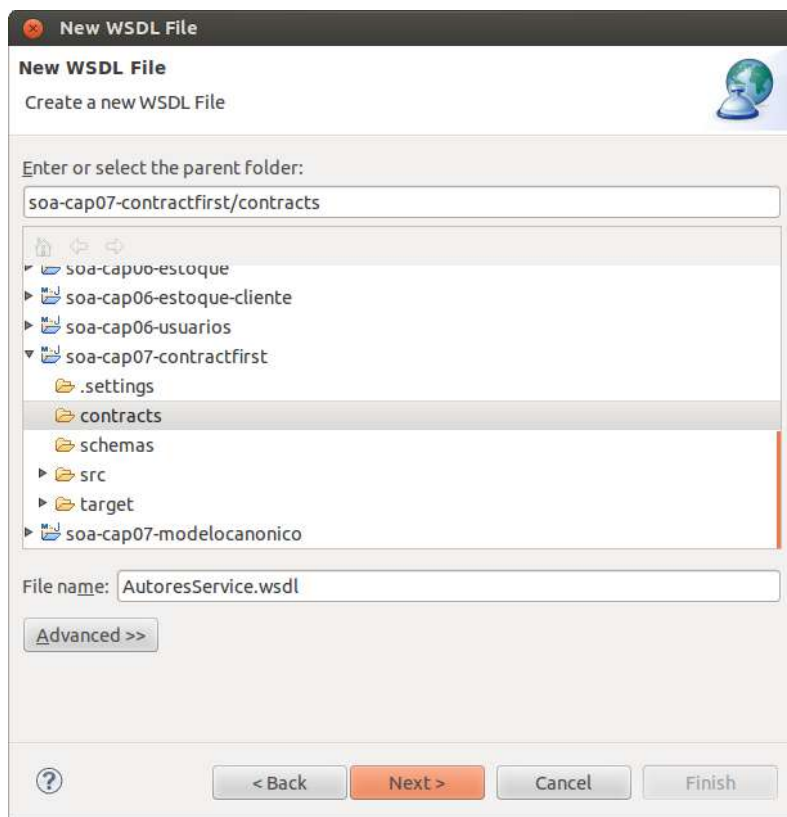 New WSDL File
New WSDL File
Create a new WSDL File
Enter or select the parent folder:
soa-cap07-contractfirst/contracts
soa-cap06-estoque
soa-cap06-estoque-cliente
soa-cap06-usuarios
soa-cap07-contractfirst
.settings
contracts
schemas
src
target
soa-cap07-modelocanonico
File name: AutoresService.wsdl
Advanced >>
? < Back Next > Cancel Finish